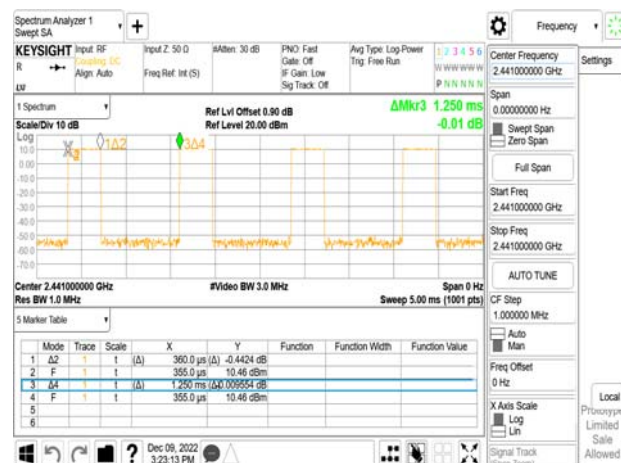 Spectrum Analyzer 1
Swept SA
Frequency
KEYSIGHT Input: RF Input Z: 50 Ω #Atten: 30 dB PNO: Fast Avg Type: Log-Power 1 2 3 4 5 6
R Coupling: DC Gate: Off Trig: Free Run W W W W W W
Align: Auto Freq Ref: Int (S) IF Gain: Low P N N N N N
Sig Track: Off
1 Spectrum
Ref Lvl Offset 0.90 dB ΔMkr3 1.250 ms
Scale/Div 10 dB Ref Level 20.00 dBm -0.01 dB
Log
10.0 1Δ2 3Δ4
0.00
-10.0
-20.0
-30.0
-40.0
-50.0
-60.0
-70.0
Center 2.441000000 GHz #Video BW 3.0 MHz Span 0 Hz
Res BW 1.0 MHz Sweep 5.00 ms (1001 pts)
5 Marker Table
Mode Trace Scale X Y Function Function Width Function Value
1 Δ2 1 t (Δ) 360.0 µs (Δ) -0.4424 dB
2 F 1 t 355.0 µs 10.46 dBm
3 Δ4 1 t (Δ) 1.250 ms (Δ) -0.009554 dB
4 F 1 t 355.0 µs 10.46 dBm
5
6
Dec 09, 2022
3:23:13 PM
Center Frequency
2.441000000 GHz
Settings
Span
0.00000000 Hz
Swept Span
Zero Span
Full Span
Start Freq
2.441000000 GHz
Stop Freq
2.441000000 GHz
AUTO TUNE
CF Step
1.000000 MHz
Auto
Man
Freq Offset
0 Hz
X Axis Scale
Log
Lin
Signal Track
Local
Prototype
Limited
Sale
Allowed